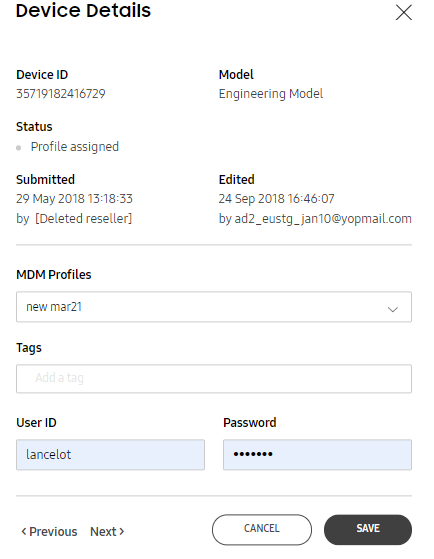 Device Details
Device ID
Model
35719182416729
Engineering Model
Status
Profile assigned
Submitted
Edited
29 May 2018 13:18:33
24 Sep 2018 16:46:07
by [Deleted reseller]
by ad2_eustg_jan10@yopmail.com
MDM Profiles
new mar21
Tags
Add a tag
User ID
Password
lancelot
•••••••
Previous
Next
CANCEL
SAVE